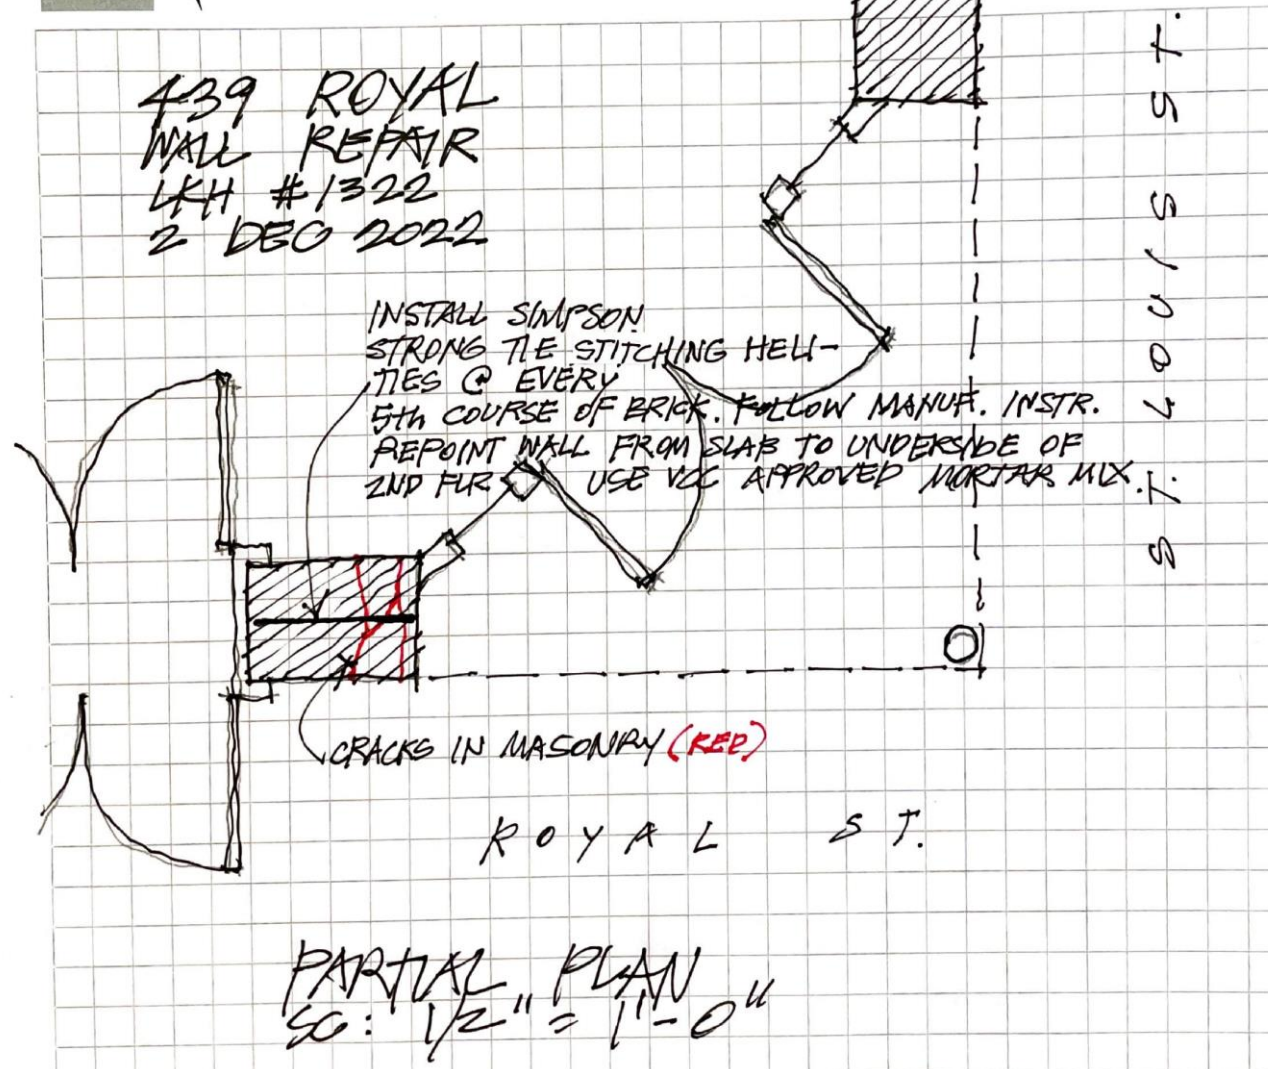 439 ROYAL
WALL REPAIR
LKH #1322
2 DEC 2022
INSTALL SIMPSON
STRONG TIE STITCHING HELI-
TIES @ EVERY
5th COURSE OF BRICK. FOLLOW MANUF. INSTR.
REPOINT WALL FROM SLAB TO UNDERSIDE OF
2ND FLR USE VCC APPROVED MORTAR MIX.
ST. LOUIS ST.
CRACKS IN MASONRY (RED)
ROYAL ST.
PARTIAL PLAN
SC: 1/2" = 1'-0"